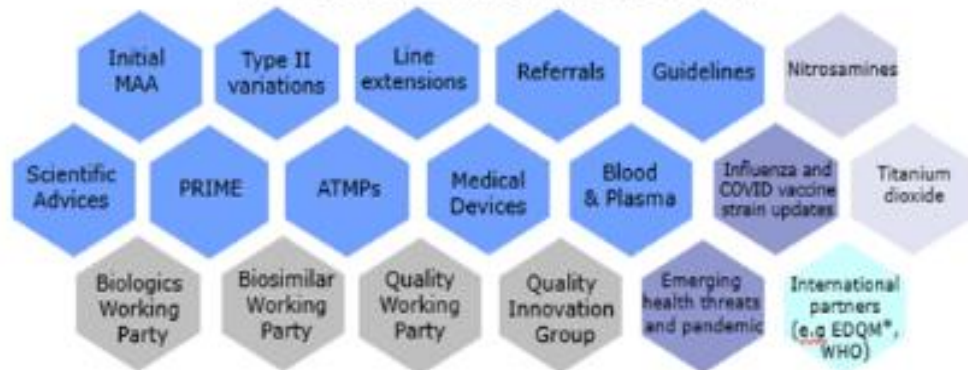 Initial
MAA
Type II
variations
Line
extensions
Referrals
Guidelines
Nitrosamines
Scientific
Advices
PRIME
ATMPs
Medical
Devices
Blood
& Plasma
Influenza and
COVID vaccine
strain updates
Titanium
dioxide
Biologics
Working
Party
Biosimilar
Working
Party
Quality
Working
Party
Quality
Innovation
Group
Emerging
health threats
and pandemic
International
partners
(e.g EDQM*,
WHO)